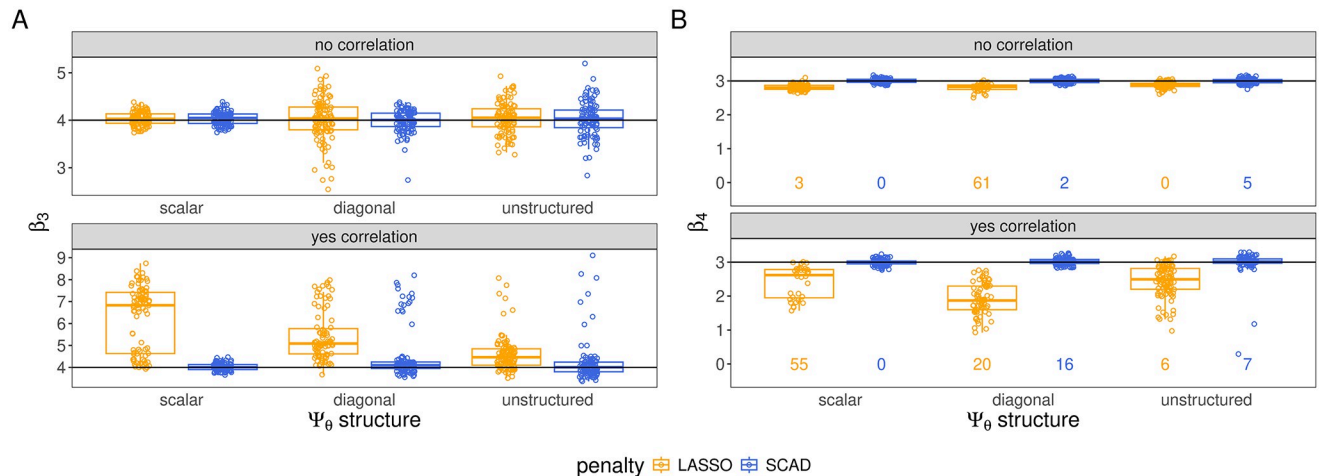 A
no correlation
5
4
3
scalar diagonal unstructured
yes correlation
9
8
7
6
5
4
scalar diagonal unstructured
β3
Ψθ structure
B
no correlation
3
2
1
0
3 0 61 2 0 5
yes correlation
3
2
1
0
55 0 20 16 6 7
scalar diagonal unstructured
β4
Ψθ structure
penalty LASSO SCAD